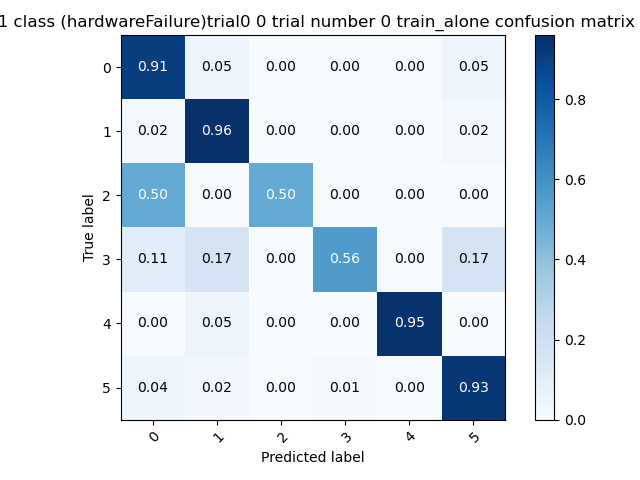 1 class (hardwareFailure)trial0 0 trial number 0 train_alone confusion matrix
0 0.91 0.05 0.00 0.00 0.00 0.05
1 0.02 0.96 0.00 0.00 0.00 0.02
2 0.50 0.00 0.50 0.00 0.00 0.00
3 0.11 0.17 0.00 0.56 0.00 0.17
4 0.00 0.05 0.00 0.00 0.95 0.00
5 0.04 0.02 0.00 0.01 0.00 0.93
0 1 2 3 4 5
True label
Predicted label
0.8
0.6
0.4
0.2
0.0